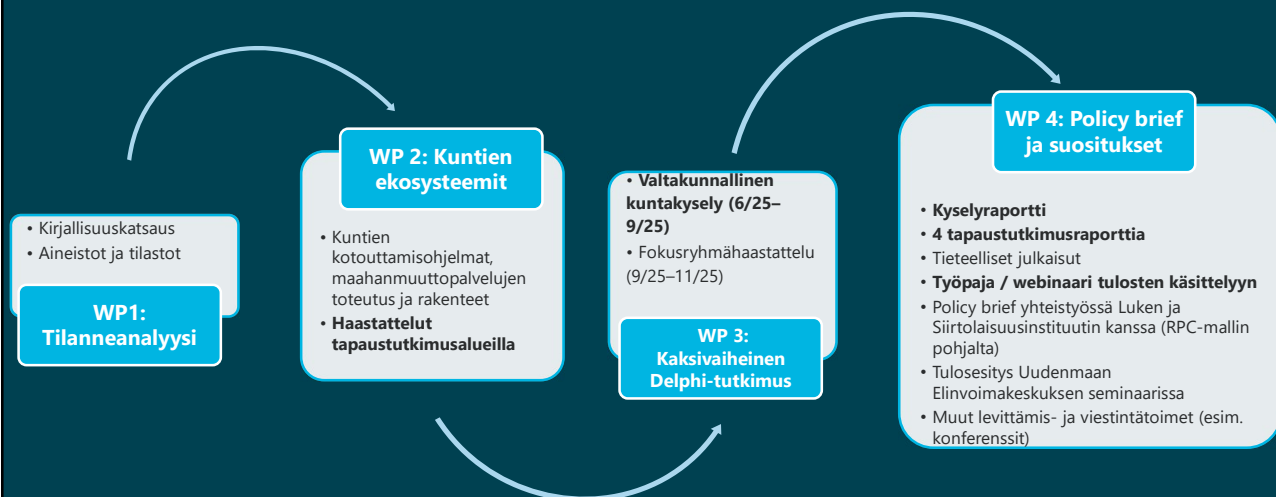 • Kirjallisuuskatsaus
• Aineistot ja tilastot
WP1:
Tilanneanalyysi
WP 2: Kuntien
ekosysteemit
• Kuntien
kotouttamisohjelmat,
maahanmuuttopalvelujen
toteutus ja rakenteet
• Haastattelut
tapaustutkimusalueilla
• Valtakunnallinen
kuntakysely (6/25–
9/25)
• Fokusryhmähaastattelu
(9/25–11/25)
WP 3:
Kaksivaiheinen
Delphi-tutkimus
WP 4: Policy brief
ja suositukset
• Kyselyraportti
• 4 tapaustutkimusraporttia
• Tieteelliset julkaisut
• Työpaja / webinaari tulosten käsittelyyn
• Policy brief yhteistyössä Luken ja
Siirtolaisuusinstituutin kanssa (RPC-mallin
pohjalta)
• Tulosesitys Uudenmaan
Elinvoimakeskuksen seminaarissa
• Muut levittämis- ja viestintätoimet (esim.
konferenssit)